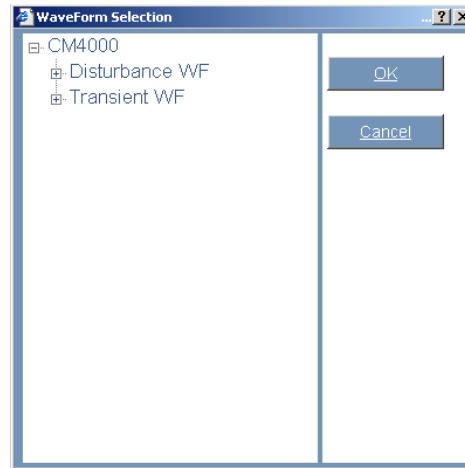 WaveForm Selection ... ? X
CM4000
Disturbance WF
Transient WF
OK
Cancel